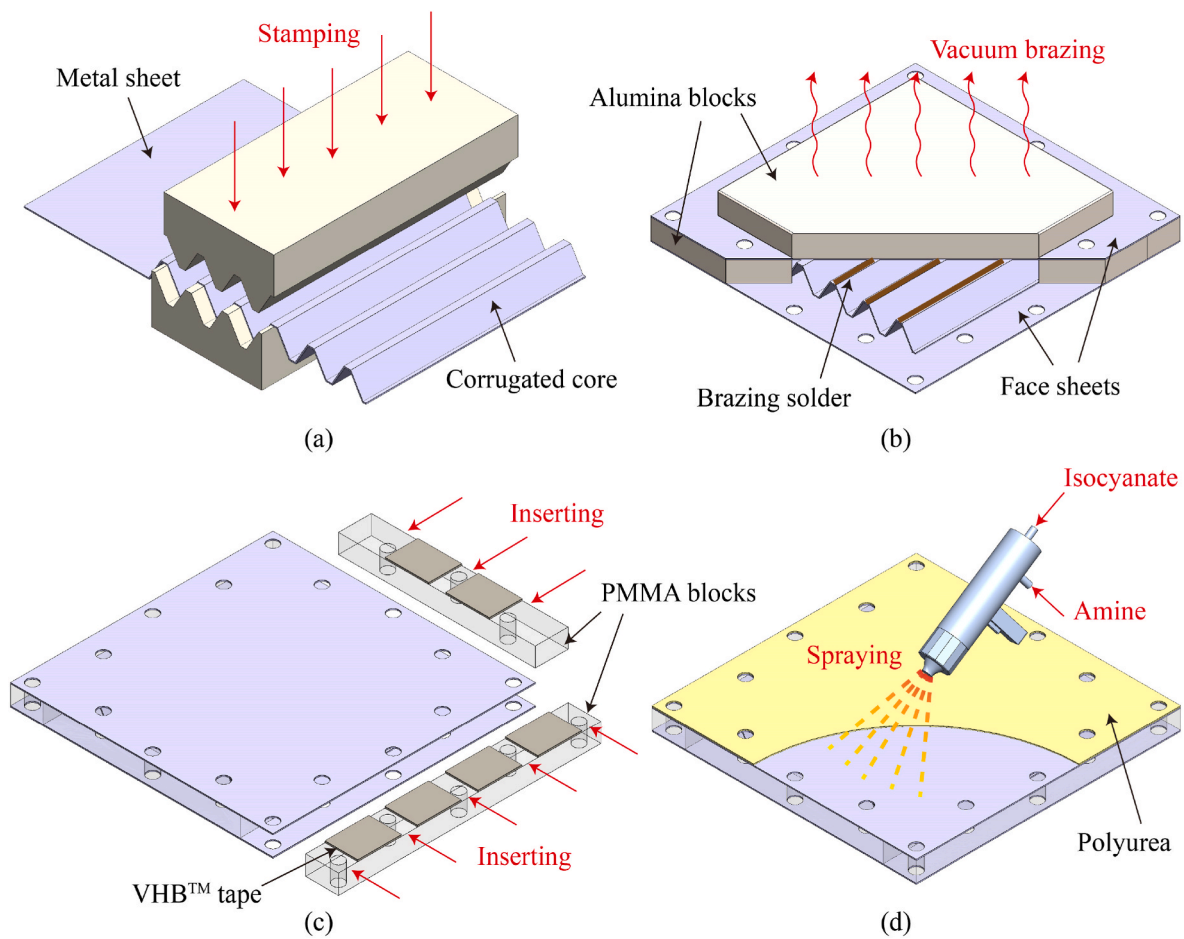 Stamping
Metal sheet
Corrugated core
(a)
Vacuum brazing
Alumina blocks
Brazing solder
Face sheets
(b)
Inserting
PMMA blocks
Inserting
VHB™ tape
(c)
Isocyanate
Amine
Spraying
Polyurea
(d)